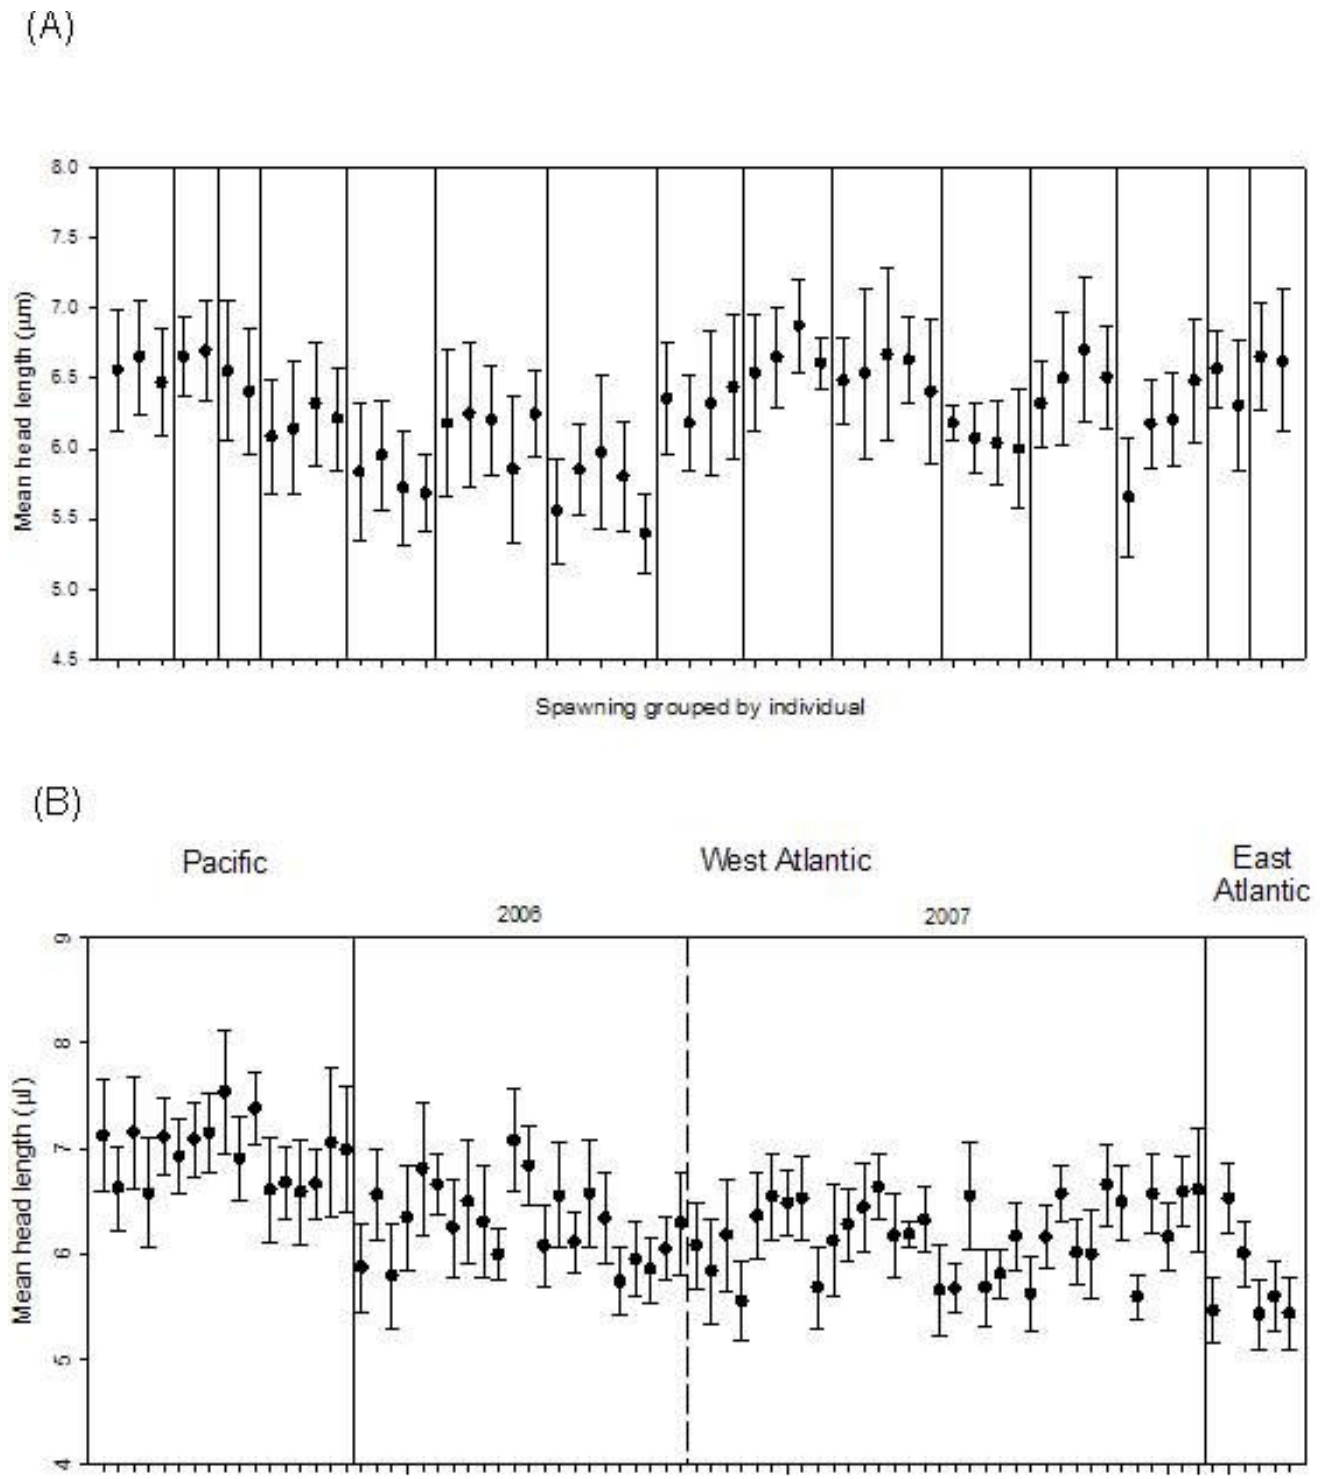 (A)
8.0
7.5
7.0
6.5
6.0
5.5
5.0
4.5
Mean head length (µm)
Spawning grouped by individual
(B)
Pacific
West Atlantic
East
Atlantic
2006
2007
9
8
7
6
5
4
Mean head length (µl)